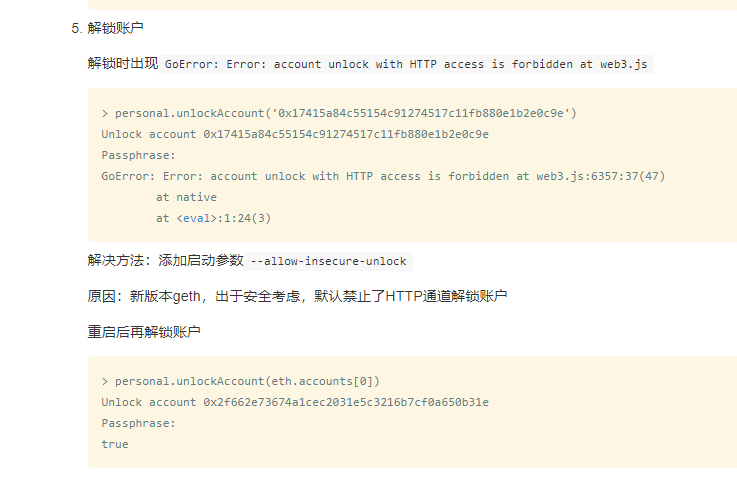 5. 解锁账户
解锁时出现 GoError: Error: account unlock with HTTP access is forbidden at web3.js
> personal.unlockAccount('0x17415a84c55154c91274517c11fb880e1b2e0c9e')
Unlock account 0x17415a84c55154c91274517c11fb880e1b2e0c9e
Passphrase:
GoError: Error: account unlock with HTTP access is forbidden at web3.js:6357:37(47)
        at native
        at <eval>:1:24(3)
解决方法：添加启动参数 --allow-insecure-unlock
原因：新版本geth，出于安全考虑，默认禁止了HTTP通道解锁账户
重启后再解锁账户
> personal.unlockAccount(eth.accounts[0])
Unlock account 0x2f662e73674a1cec2031e5c3216b7cf0a650b31e
Passphrase:
true